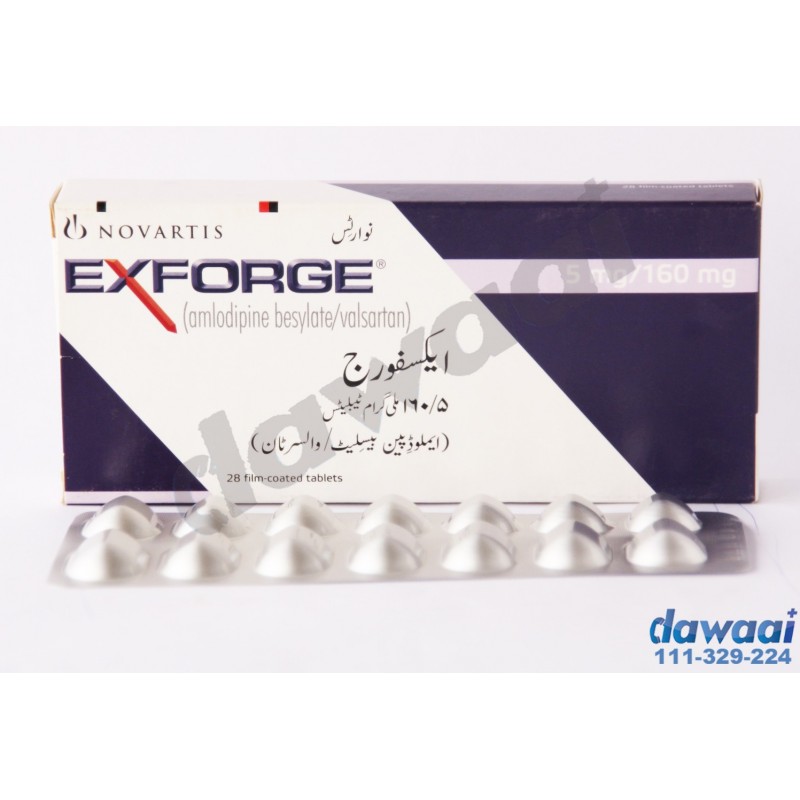 28 film-coated tablets
NOVARTIS نوارٹس
EXFORGE®
5 mg/160 mg
(amlodipine besylate/valsartan)
ایکسفورج
۱۶۰/۵ ملی گرام ٹیبلیٹس
(ایملوڈپین بیسلیٹ/والسرٹان)
28 film-coated tablets
dawaai
dawaai+
111-329-224